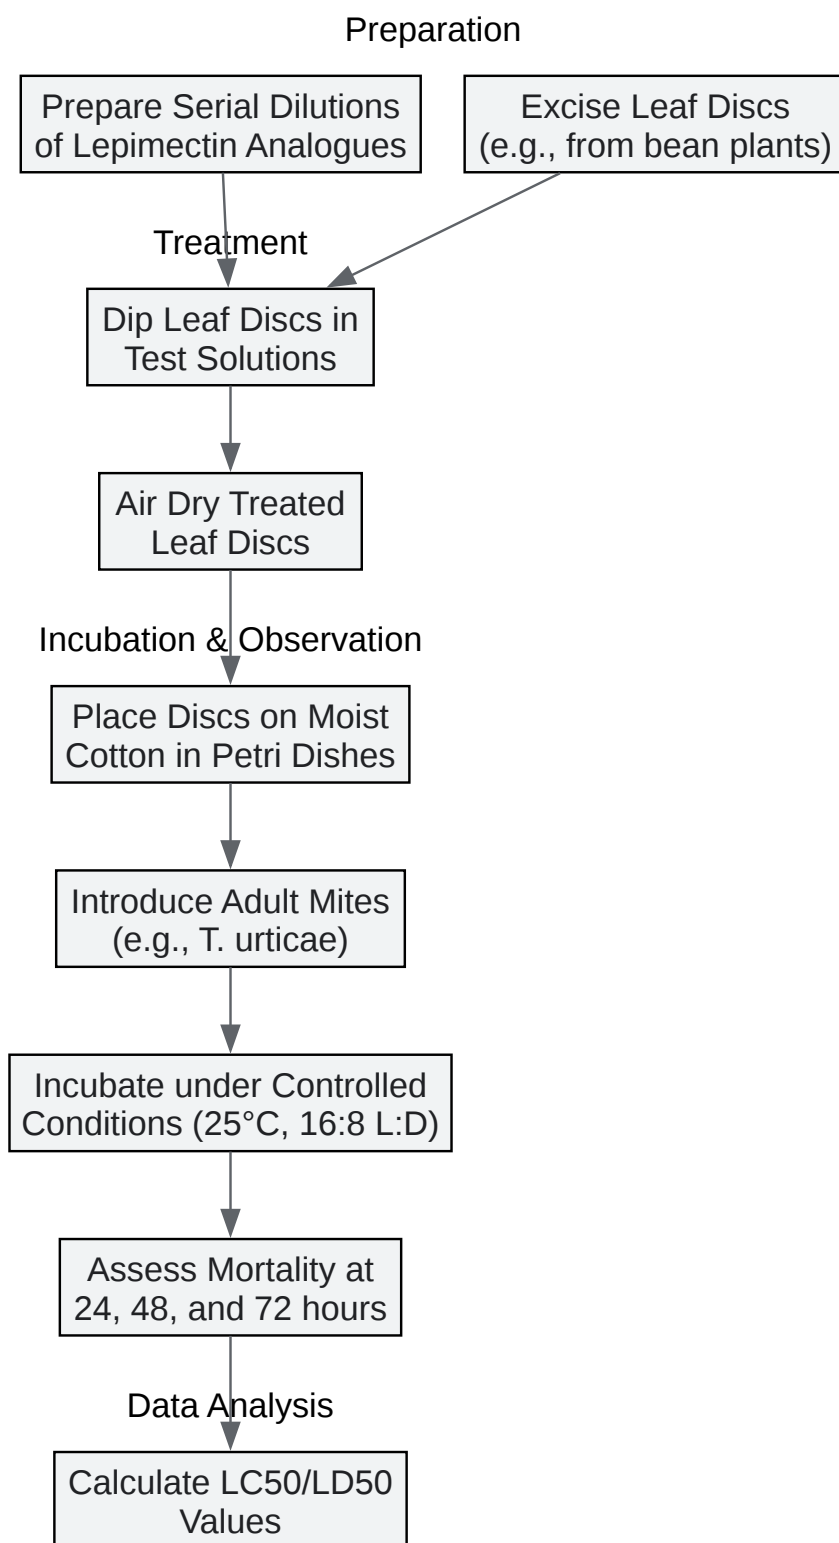 Preparation
Prepare Serial Dilutions
of Lepimectin Analogues
Excise Leaf Discs
(e.g., from bean plants)
Treatment
Dip Leaf Discs in
Test Solutions
Air Dry Treated
Leaf Discs
Incubation & Observation
Place Discs on Moist
Cotton in Petri Dishes
Introduce Adult Mites
(e.g., T. urticae)
Incubate under Controlled
Conditions (25°C, 16:8 L:D)
Assess Mortality at
24, 48, and 72 hours
Data Analysis
Calculate LC50/LD50
Values